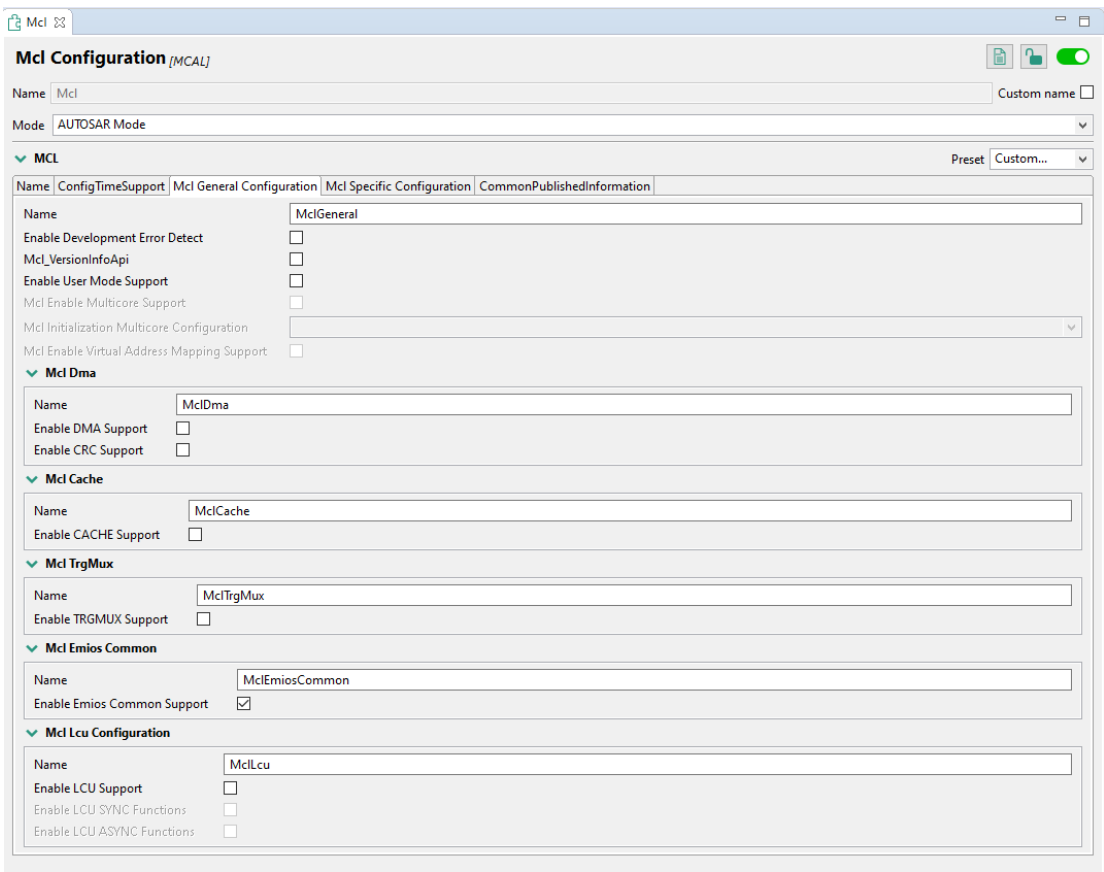 Mcl
Mcl Configuration [MCAL]
Name Mcl Custom name
Mode AUTOSAR Mode
MCL Preset Custom...
Name ConfigTimeSupport Mcl General Configuration Mcl Specific Configuration CommonPublishedInformation
Name MclGeneral
Enable Development Error Detect
Mcl_VersionInfoApi
Enable User Mode Support
Mcl Enable Multicore Support
Mcl Initialization Multicore Configuration
Mcl Enable Virtual Address Mapping Support
Mcl Dma
Name MclDma
Enable DMA Support
Enable CRC Support
Mcl Cache
Name MclCache
Enable CACHE Support
Mcl TrgMux
Name MclTrgMux
Enable TRGMUX Support
Mcl Emios Common
Name MclEmiosCommon
Enable Emios Common Support
Mcl Lcu Configuration
Name MclLcu
Enable LCU Support
Enable LCU SYNC Functions
Enable LCU ASYNC Functions